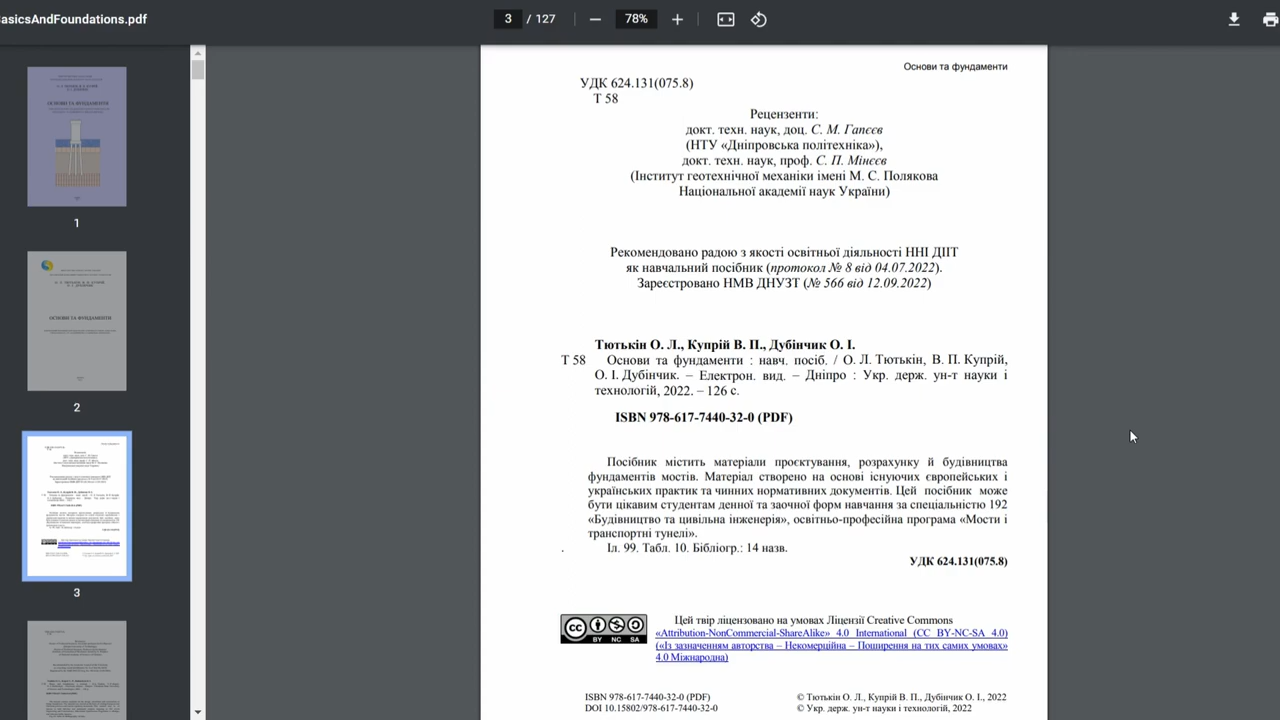 asicsAndFoundations.pdf
3 / 127
78%
ОСНОВИ ТА ФУНДАМЕНТИ
1
ОСНОВИ ТА ФУНДАМЕНТИ
2
3
Основи та фундаменти
УДК 624.131(075.8)
Т 58
Рецензенти:
докт. техн. наук, доц. С. М. Гапєєв
(НТУ «Дніпровська політехніка»),
докт. техн. наук, проф. С. П. Мінєєв
(Інститут геотехнічної механіки імені М. С. Полякова
Національної академії наук України)
Рекомендовано радою з якості освітньої діяльності ННІ ДІІТ
як навчальний посібник (протокол № 8 від 04.07.2022).
Зареєстровано НМВ ДНУЗТ (№ 566 від 12.09.2022)
Тютькін О. Л., Купрій В. П., Дубінчик О. І.
Т 58 Основи та фундаменти : навч. посіб. / О. Л. Тютькін, В. П. Купрій,
О. І. Дубінчик. – Електрон. вид. – Дніпро : Укр. держ. ун-т науки і
технологій, 2022. – 126 с.
ISBN 978-617-7440-32-0 (PDF)
Посібник містить матеріали проєктування, розрахунку й будівництва
фундаментів мостів. Матеріал створено на основі існуючих європейських і
українських практик та чинних нормативних документів. Цей посібник може
бути цікавим студентам денної та заочної форм навчання за спеціальністю 192
«Будівництво та цивільна інженерія», освітньо-професійна програма «Мости і
транспортні тунелі».
. Іл. 99. Табл. 10. Бібліогр.: 14 назв.
УДК 624.131(075.8)
CC BY NC SA
Цей твір ліцензовано на умовах Ліцензії Creative Commons
«Attribution-NonCommercial-ShareAlike» 4.0 International (CC BY-NC-SA 4.0)
(«Із зазначенням авторства – Некомерційна – Поширення на тих самих умовах»
4.0 Міжнародна)
ISBN 978-617-7440-32-0 (PDF) © Тютькін О. Л., Купрій В. П., Дубінчик О. І., 2022
DOI 10.15802/978-617-7440-32-0 © Укр. держ. ун-т науки і технологій, 2022